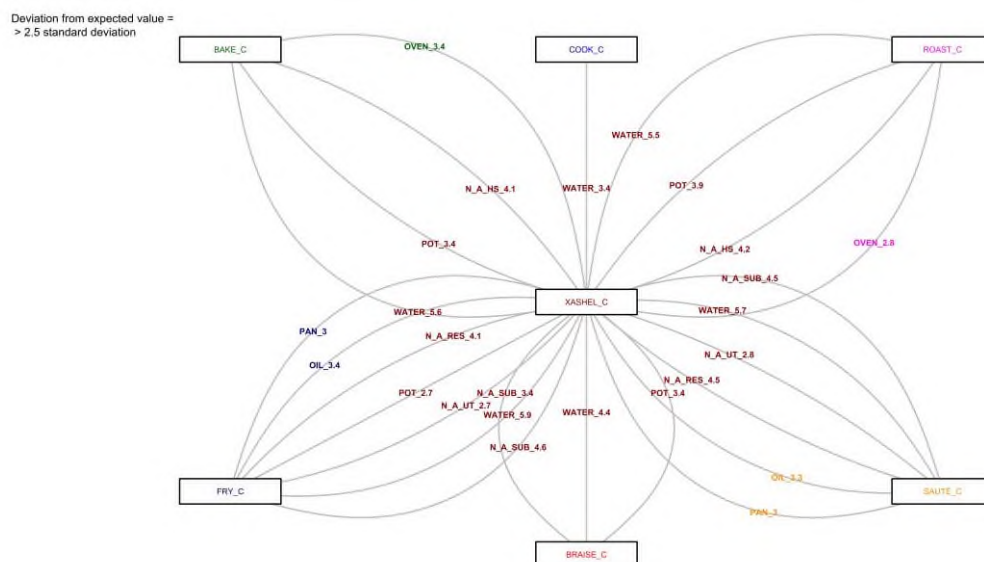 Deviation from expected value =
> 2.5 standard deviation
BAKE_C
OVEN_3.4
COOK_C
ROAST_C
WATER_5.5
N_A_HS_4.1
WATER_3.4
POT_3.9
POT_3.4
N_A_HS_4.2
OVEN_2.8
N_A_SUB_4.5
XASHEL_C
WATER_5.6
WATER_5.7
PAN_3
N_A_RES_4.1
OIL_3.4
N_A_UT_2.8
N_A_RES_4.5
POT_2.7
N_A_SUB_3.4
POT_3.4
N_A_UT_2.7
WATER_5.9
WATER_4.4
N_A_SUB_4.6
OIL_3.3
FRY_C
SAUTE_C
PAN_3
BRAISE_C